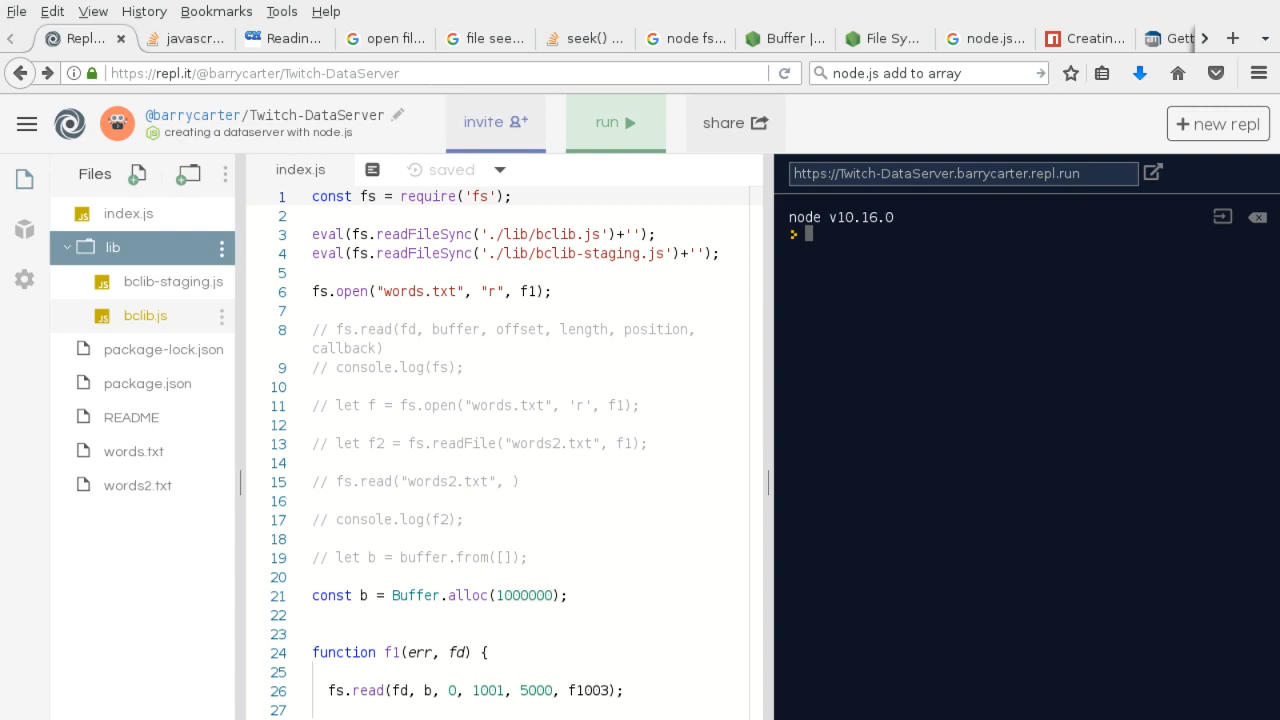 File Edit View History Bookmarks Tools Help
Repl... javascr... Readin... open fil... file see... seek() ... node fs... Buffer |... File Sy... node.js... Creatin... Gett
https://repl.it/@barrycarter/Twitch-DataServer node.js add to array
@barrycarter/Twitch-DataServer
creating a dataserver with node.js
invite run share + new repl
Files
index.js
lib
bclib-staging.js
bclib.js
package-lock.json
package.json
README
words.txt
words2.txt
index.js saved
1 const fs = require('fs');
2
3 eval(fs.readFileSync('./lib/bclib.js')+'');
4 eval(fs.readFileSync('./lib/bclib-staging.js')+'');
5
6 fs.open("words.txt", "r", f1);
7
8 // fs.read(fd, buffer, offset, length, position,
callback)
9 // console.log(fs);
10
11 // let f = fs.open("words.txt", 'r', f1);
12
13 // let f2 = fs.readFile("words2.txt", f1);
14
15 // fs.read("words2.txt", )
16
17 // console.log(f2);
18
19 // let b = buffer.from([]);
20
21 const b = Buffer.alloc(1000000);
22
23
24 function f1(err, fd) {
25
26 fs.read(fd, b, 0, 1001, 5000, f1003);
27
https://Twitch-DataServer.barrycarter.repl.run
node v10.16.0